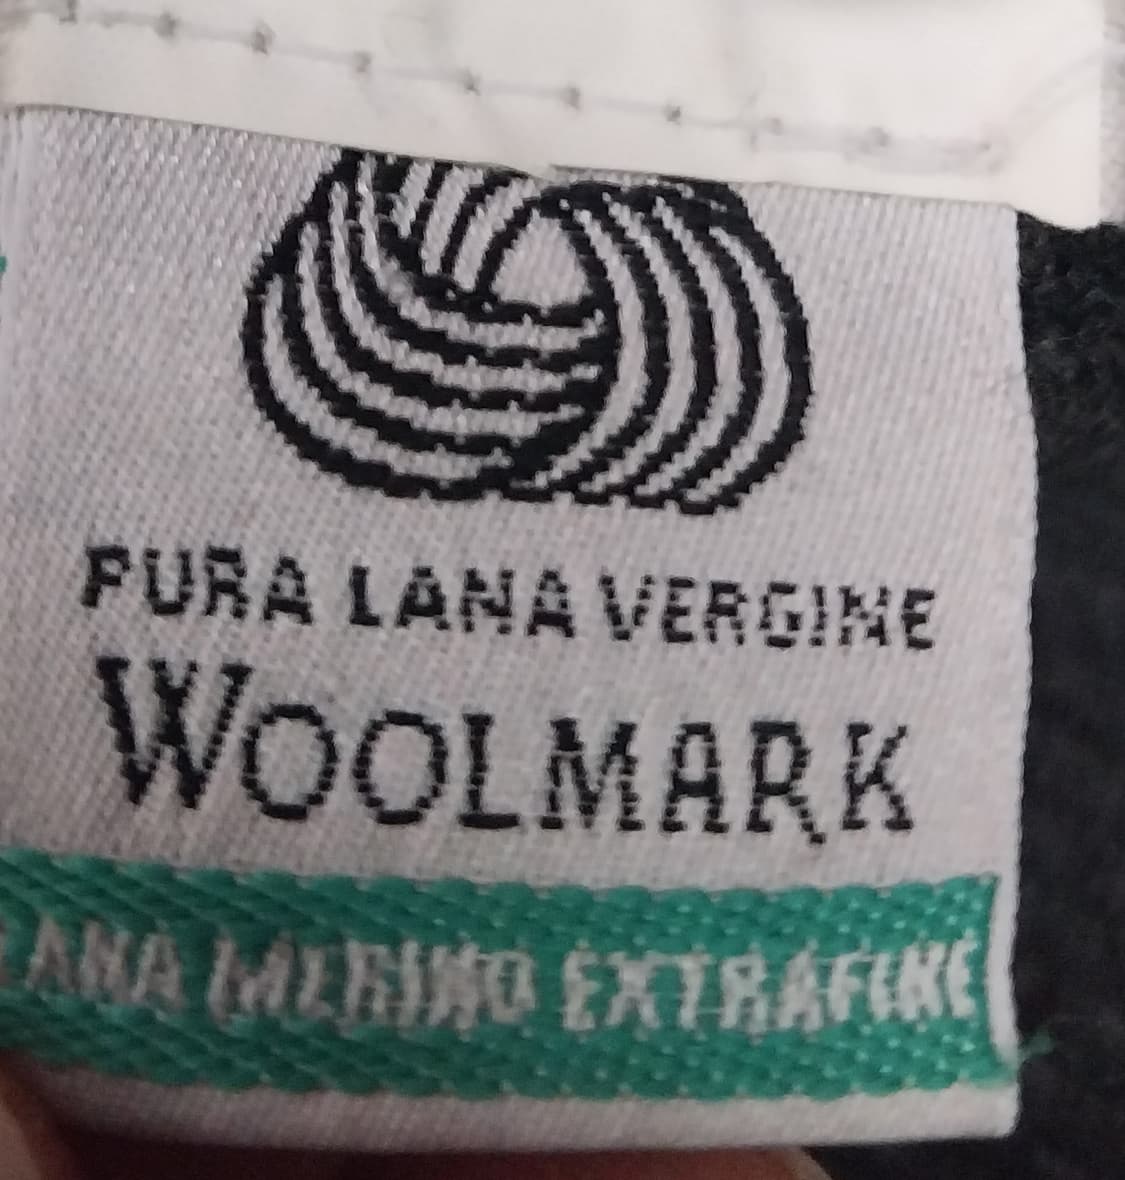 PURA LANA VERGINE
WOOLMARK
LANA MERINO EXTRAFINE